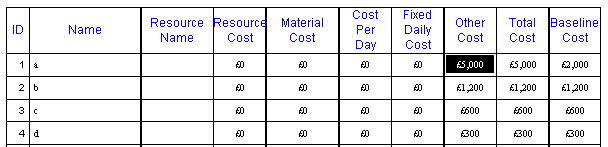 ID Name Resource Name Resource Cost Material Cost Cost Per Day Fixed Daily Cost Other Cost Total Cost Baseline Cost
1 a £0 £0 £0 £0 £5,000 £5,000 £2,000
2 b £0 £0 £0 £0 £1,200 £1,200 £1,200
3 c £0 £0 £0 £0 £600 £600 £600
4 d £0 £0 £0 £0 £300 £300 £300